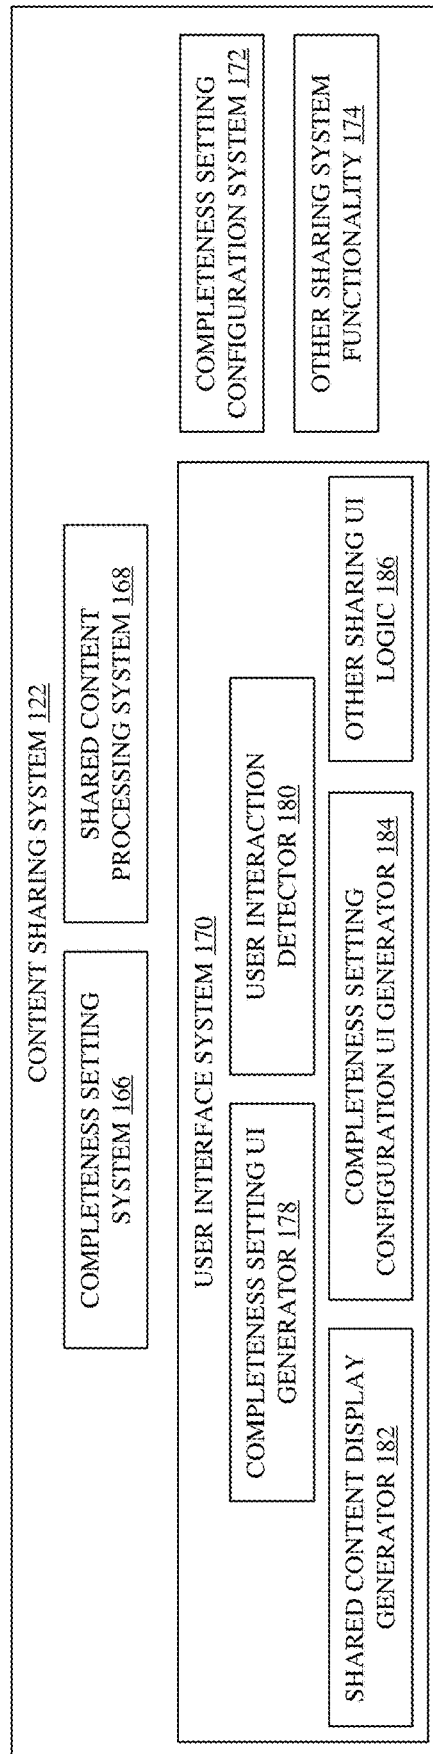 CONTENT SHARING SYSTEM 122
COMPLETENESS SETTING
SYSTEM 166
SHARED CONTENT
PROCESSING SYSTEM 168
USER INTERFACE SYSTEM 170
COMPLETENESS SETTING UI
GENERATOR 178
USER INTERACTION
DETECTOR 180
SHARED CONTENT DISPLAY
GENERATOR 182
COMPLETENESS SETTING
CONFIGURATION UI GENERATOR 184
OTHER SHARING UI
LOGIC 186
COMPLETENESS SETTING
CONFIGURATION SYSTEM 172
OTHER SHARING SYSTEM
FUNCTIONALITY 174